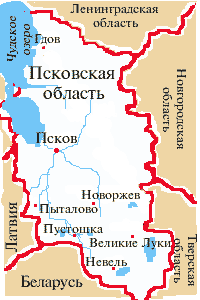 Ленинградская
область
Чудское
озеро
Гдов
Псковская
область
Новгородская
область
Псков
Новоржев
Пыталово
Латвия
Пустошка
Великие Луки
Тверская
область
Невель
Беларусь